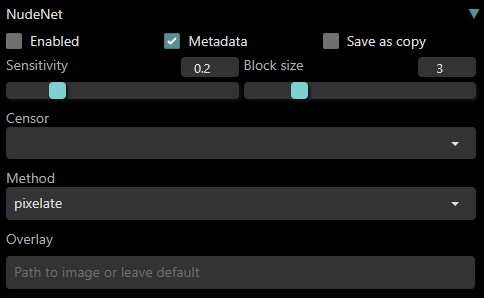 NudeNet
Enabled Metadata Save as copy
Sensitivity 0.2 Block size 3
Censor
Method
pixelate
Overlay
Path to image or leave default